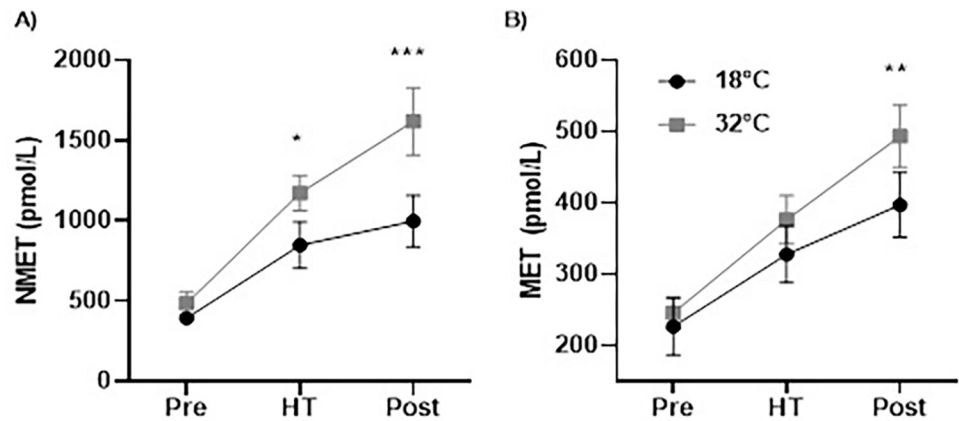 A)
NMET (pmol/L)
2000
1500
1000
500
0
*
***
Pre HT Post
B)
MET (pmol/L)
600
500
400
300
200
18°C
32°C
**
Pre HT Post